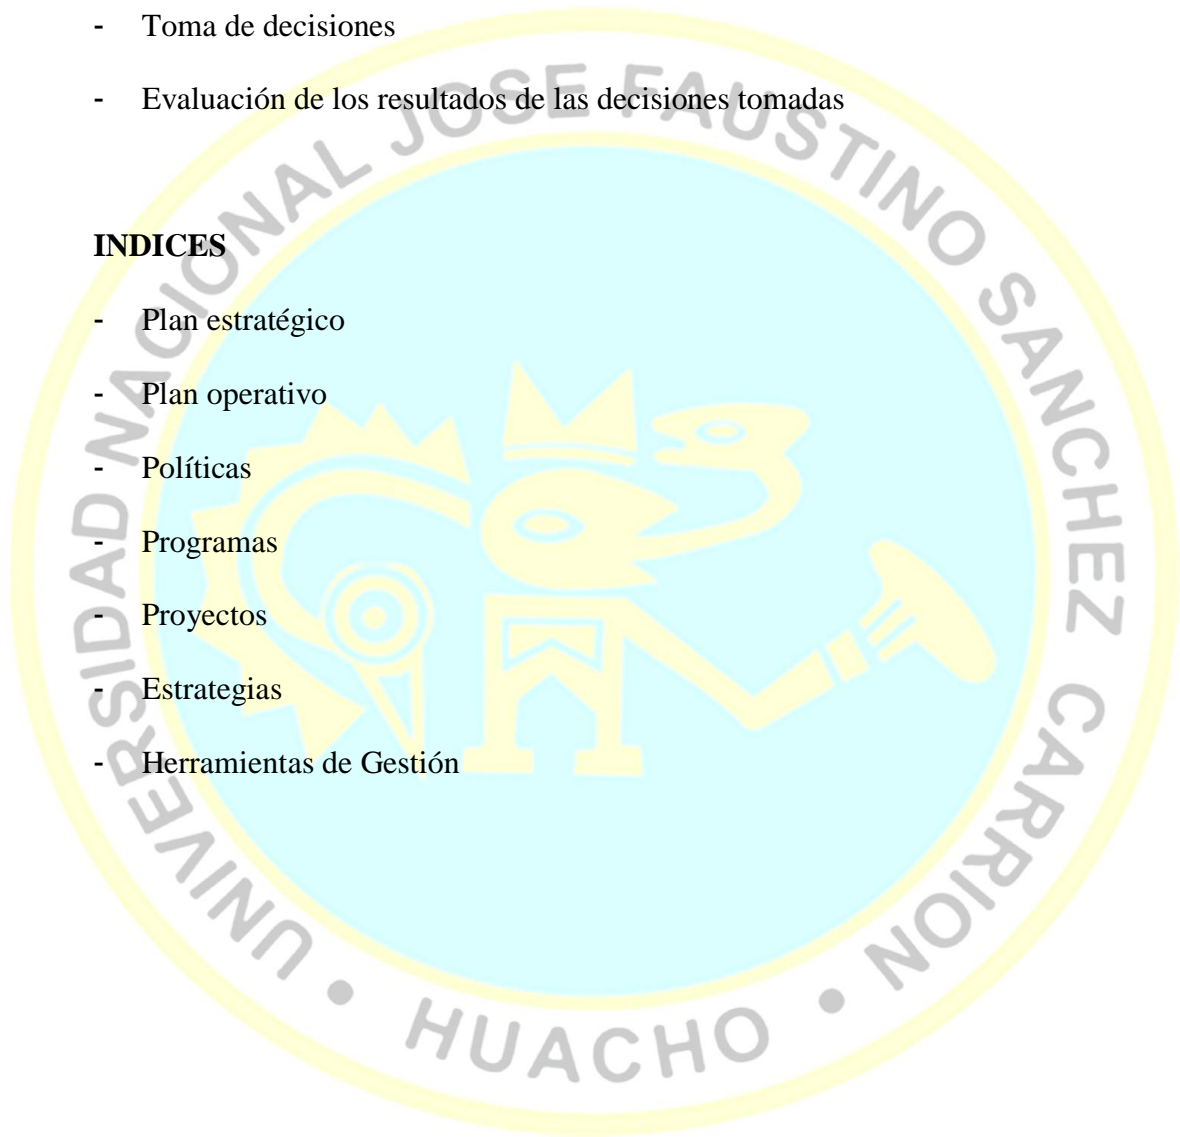 - Toma de decisiones
- Evaluación de los resultados de las decisiones tomadas
INDICES
- Plan estratégico
- Plan operativo
- Políticas
- Programas
- Proyectos
- Estrategias
- Herramientas de Gestión
UNIVERSIDAD NACIONAL JOSE FAUSTINO SANCHEZ CARRION • HUACHO •